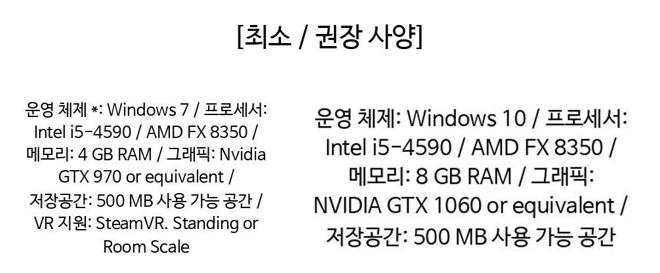 [최소 / 권장 사양]
운영 체제 *: Windows 7 / 프로세서:
Intel i5-4590 / AMD FX 8350 /
메모리: 4 GB RAM / 그래픽: Nvidia
GTX 970 or equivalent /
저장공간: 500 MB 사용 가능 공간 /
VR 지원: SteamVR. Standing or
Room Scale
운영 체제: Windows 10 / 프로세서:
Intel i5-4590 / AMD FX 8350 /
메모리: 8 GB RAM / 그래픽:
NVIDIA GTX 1060 or equivalent /
저장공간: 500 MB 사용 가능 공간